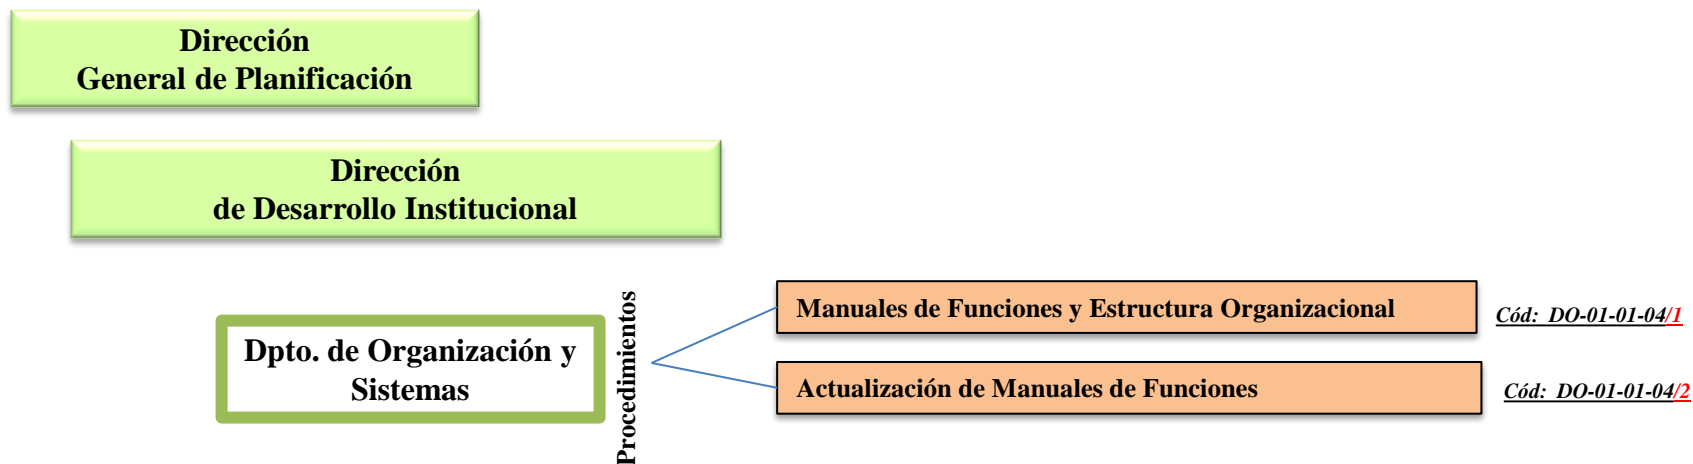 Dirección
General de Planificación
Dirección
de Desarrollo Institucional
Dpto. de Organización y
Sistemas
Procedimientos
Manuales de Funciones y Estructura Organizacional
Cód: DO-01-01-04/1
Actualización de Manuales de Funciones
Cód: DO-01-01-04/2